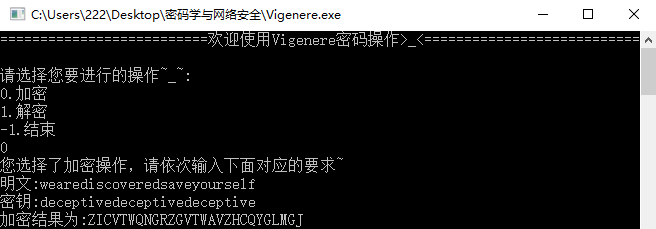 C:\Users\222\Desktop\密码学与网络安全\Vigenere.exe
==========================欢迎使用Vigenere密码操作>_<===========================
请选择您要进行的操作~_~:
0.加密
1.解密
-1.结束
0
您选择了加密操作，请依次输入下面对应的要求~
明文:wearediscoveredsaveyourself
密钥:deceptivedeceptivedeceptive
加密结果为:ZICVTWQNGRZGVTWAVZHCQYGLMGJ